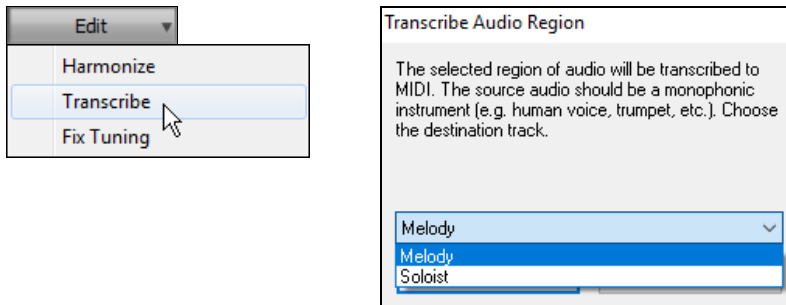 Edit
Harmonize
Transcribe
Fix Tuning
Transcribe Audio Region
The selected region of audio will be transcribed to
MIDI. The source audio should be a monophonic
instrument (e.g. human voice, trumpet, etc.). Choose
the destination track.
Melody
Melody
Soloist